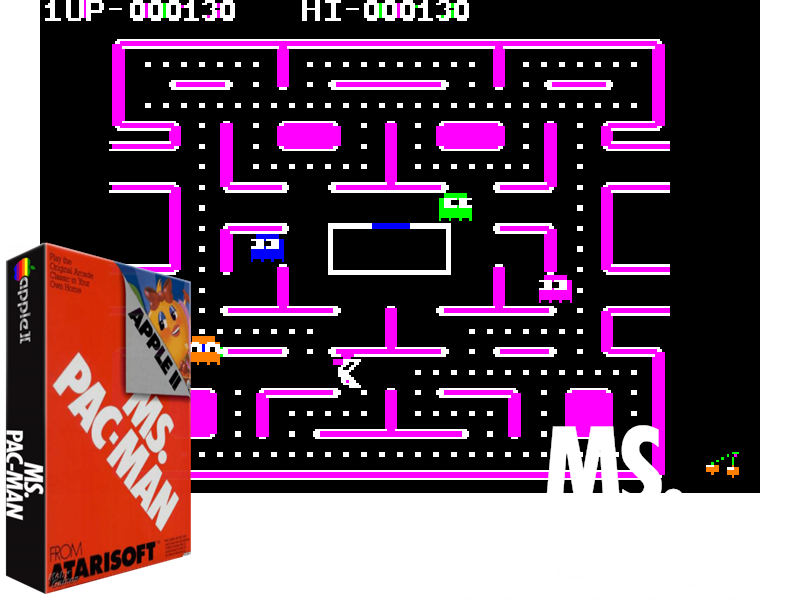 1UP-000130 HI-000130
Play the
Original Arcade
Classic in Your
Own Home
apple II
APPLE II
MS.
PAC-MAN
MS.
PAC-MAN
MS.
FROM
ATARISOFT